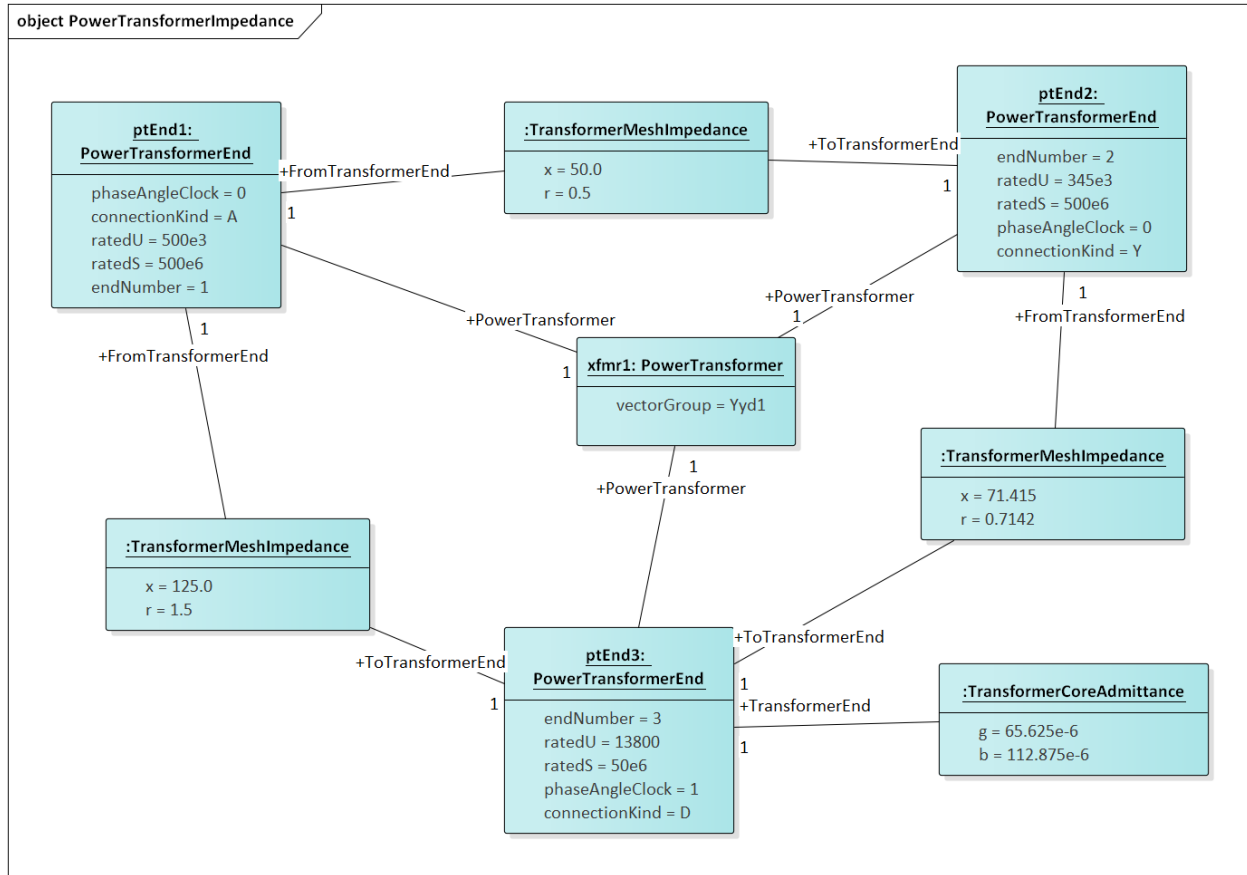 object PowerTransformerImpedance
ptEnd1:
PowerTransformerEnd
phaseAngleClock = 0
connectionKind = A
ratedU = 500e3
ratedS = 500e6
endNumber = 1
+FromTransformerEnd
1
:TransformerMeshImpedance
x = 50.0
r = 0.5
+ToTransformerEnd
1
ptEnd2:
PowerTransformerEnd
endNumber = 2
ratedU = 345e3
ratedS = 500e6
phaseAngleClock = 0
connectionKind = Y
+PowerTransformer
1
+PowerTransformer
1
1
+FromTransformerEnd
1
+FromTransformerEnd
xfmr1: PowerTransformer
vectorGroup = Yyd1
1
+PowerTransformer
:TransformerMeshImpedance
x = 71.415
r = 0.7142
:TransformerMeshImpedance
x = 125.0
r = 1.5
+ToTransformerEnd
1
+ToTransformerEnd
1
ptEnd3:
PowerTransformerEnd
endNumber = 3
ratedU = 13800
ratedS = 50e6
phaseAngleClock = 1
connectionKind = D
+TransformerEnd
1
:TransformerCoreAdmittance
g = 65.625e-6
b = 112.875e-6